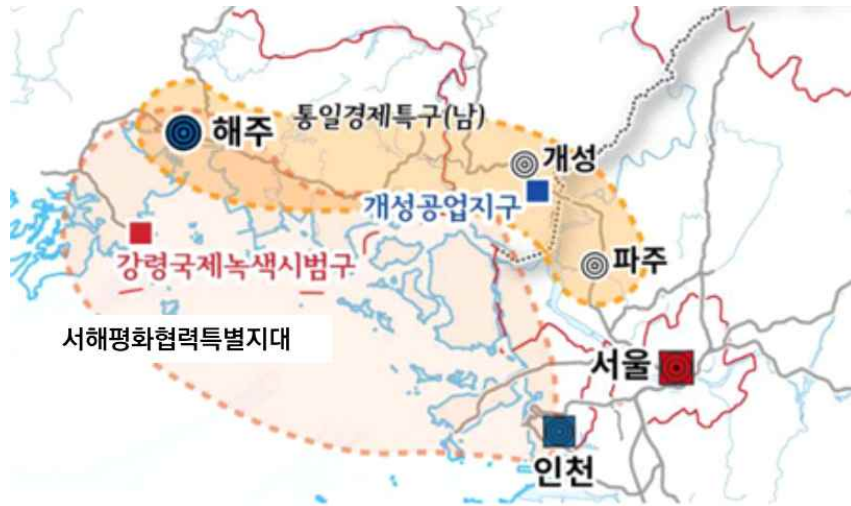 통일경제특구(남)
해주
개성
개성공업지구
파주
강령국제녹색시범구
서해평화협력특별지대
서울
인천